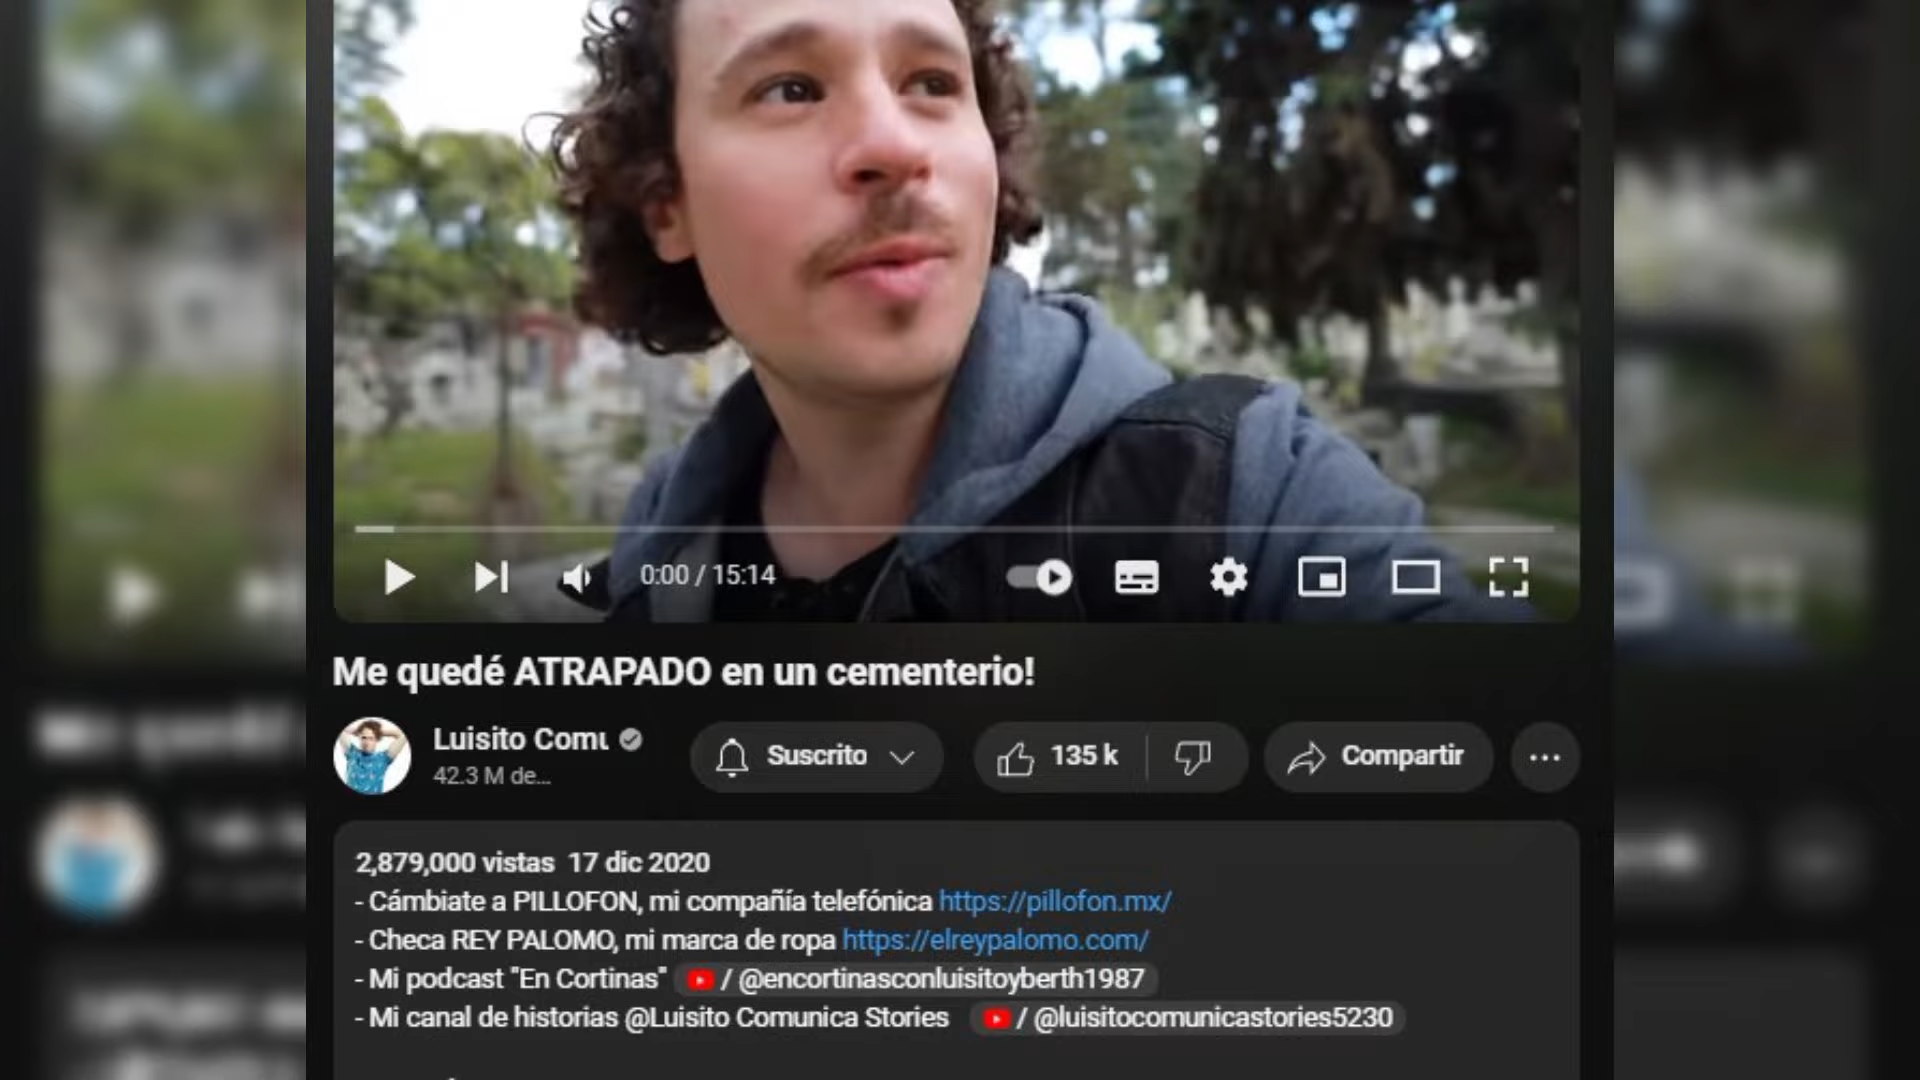 0:00 / 15:14
Me quedé ATRAPADO en un cementerio!
Luisito Comu
42.3 M de...
Suscrito
135 k
Compartir
2,879,000 vistas 17 dic 2020
- Cámbiate a PILLOFON, mi compañía telefónica https://pillofon.mx/
- Checa REY PALOMO, mi marca de ropa https://elreypalomo.com/
- Mi podcast "En Cortinas" / @encortinasconluisitoyberth1987
- Mi canal de historias @Luisito Comunica Stories / @luisitocomunicastories5230